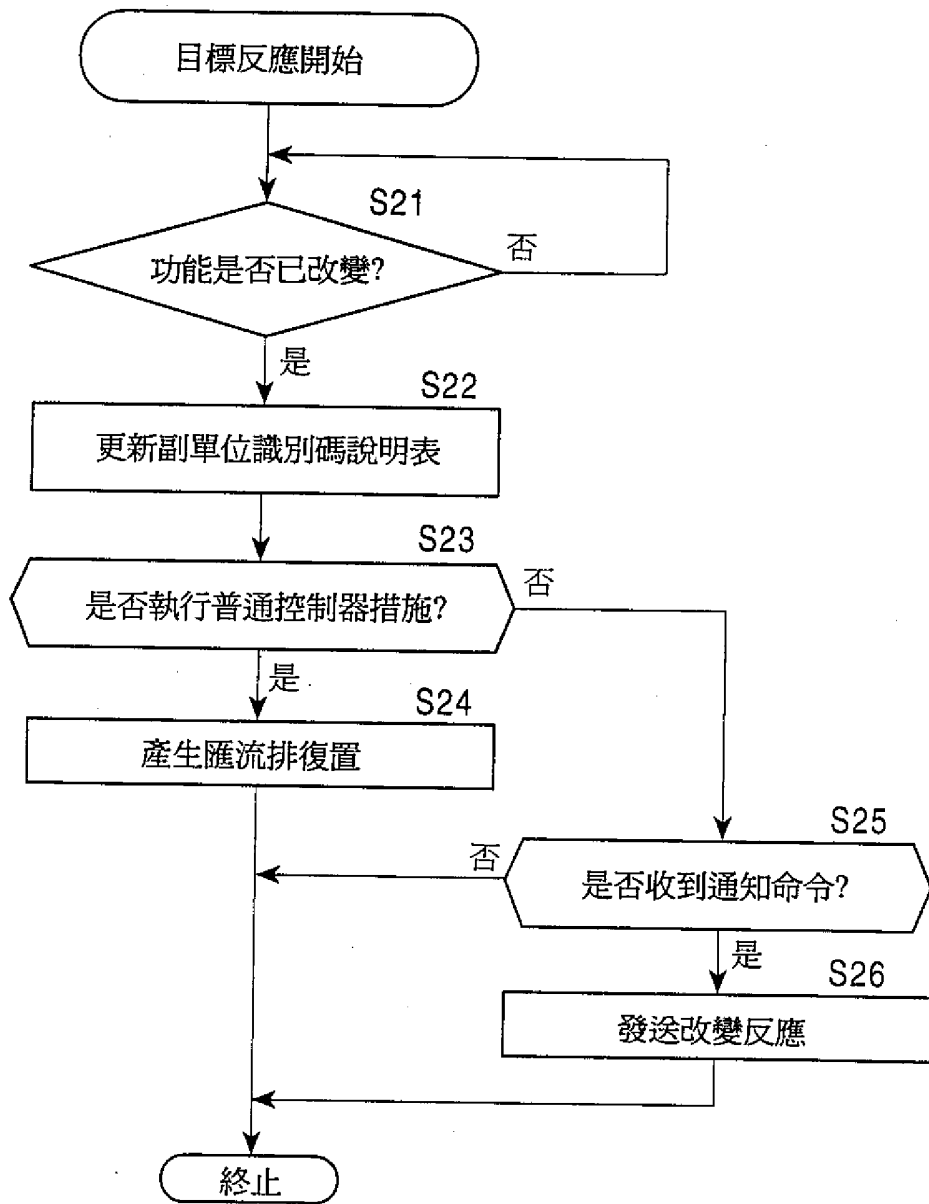 目標反應開始
S21
功能是否已改變?
否
是
S22
更新副單位識別碼說明表
S23
是否執行普通控制器措施?
否
是
S24
產生匯流排復置
S25
否
是否收到通知命令?
是
S26
發送改變反應
終止